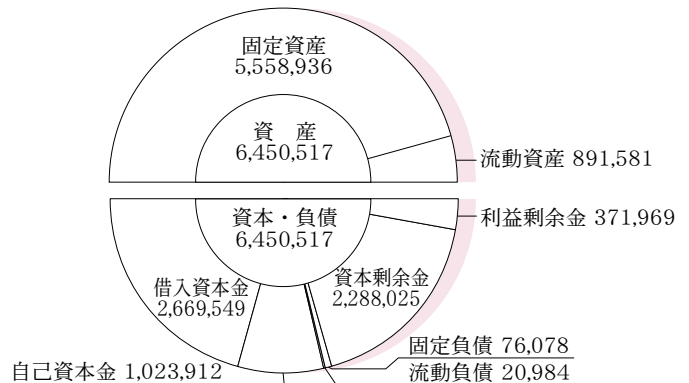 固定資産
5,558,936
資 産
6,450,517
流動資産 891,581
資本・負債
6,450,517
利益剰余金 371,969
借入資本金
2,669,549
資本剰余金
2,288,025
固定負債 76,078
流動負債 20,984
自己資本金 1,023,912